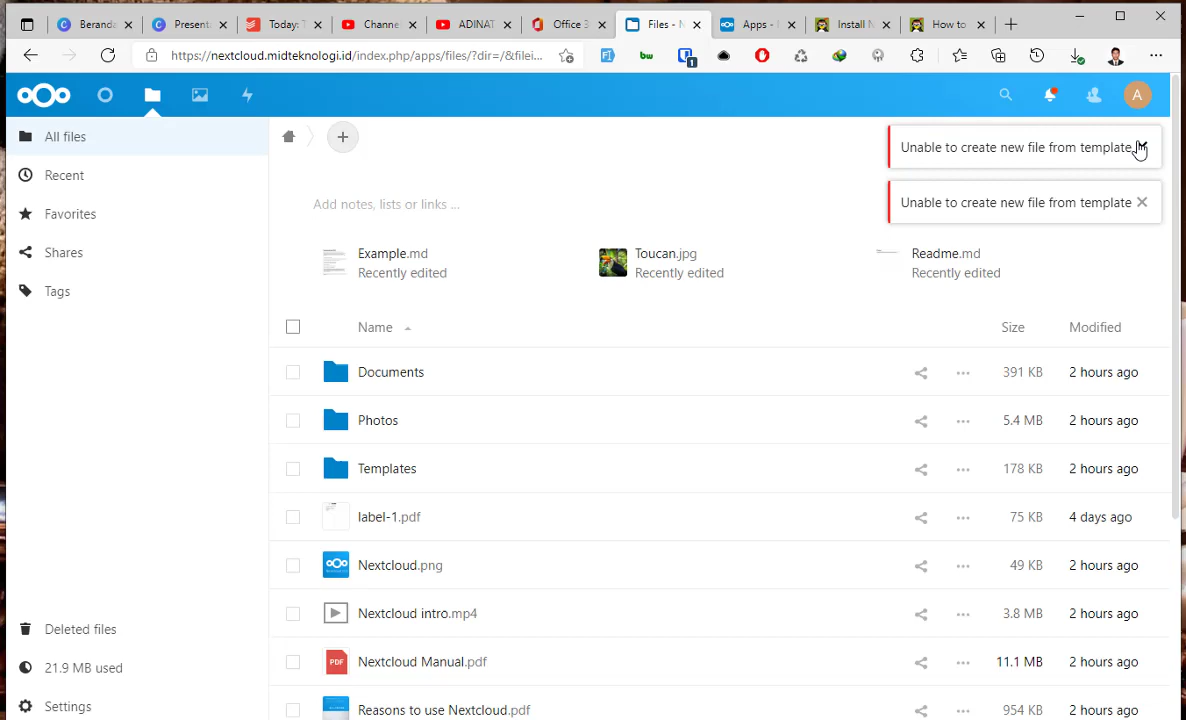 Beranda
Present
Today: T
Channe
ADINAT
Office 3
Files - N
Apps - 
Install N
How to
https://nextcloud.midteknologi.id/index.php/apps/files/?dir=/&filei...
1
A
All files
Recent
Favorites
Shares
Tags
Deleted files
21.9 MB used
Settings
Unable to create new file from template
Unable to create new file from template
Add notes, lists or links ...
Example.md
Recently edited
Toucan.jpg
Recently edited
Readme.md
Recently edited
Name Size Modified
Documents 391 KB 2 hours ago
Photos 5.4 MB 2 hours ago
Templates 178 KB 2 hours ago
label-1.pdf 75 KB 4 days ago
Nextcloud.png 49 KB 2 hours ago
Nextcloud intro.mp4 3.8 MB 2 hours ago
PDF Nextcloud Manual.pdf 11.1 MB 2 hours ago
Reasons to use Nextcloud.pdf 954 KB 2 hours ago